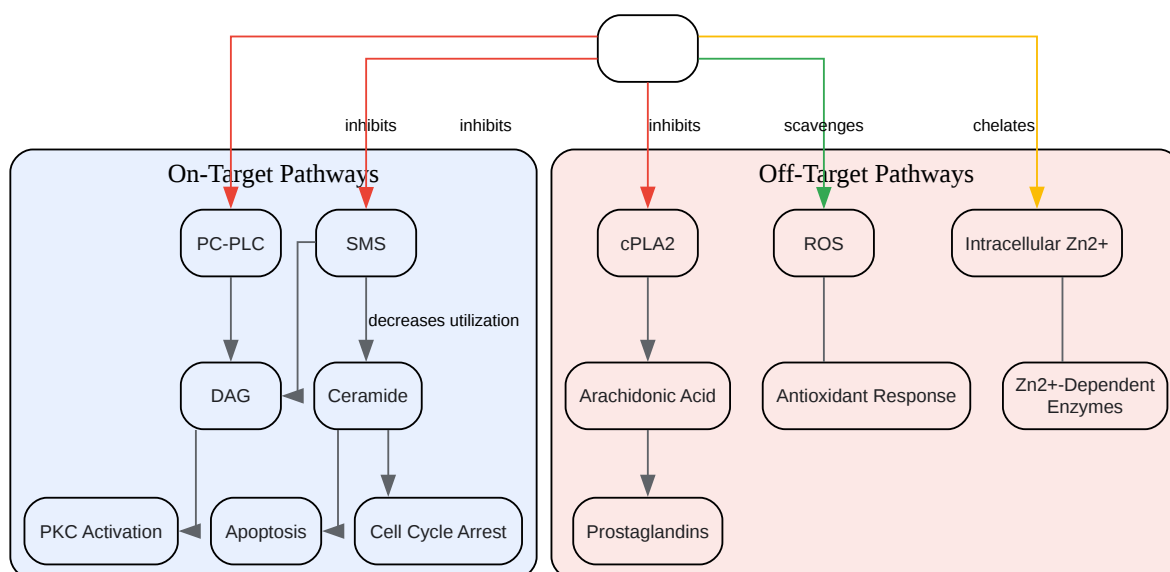 inhibits
inhibits
inhibits
scavenges
chelates
On-Target Pathways
Off-Target Pathways
PC-PLC
SMS
cPLA2
ROS
Intracellular Zn2+
decreases utilization
DAG
Ceramide
Arachidonic Acid
Antioxidant Response
Zn2+-Dependent
Enzymes
PKC Activation
Apoptosis
Cell Cycle Arrest
Prostaglandins